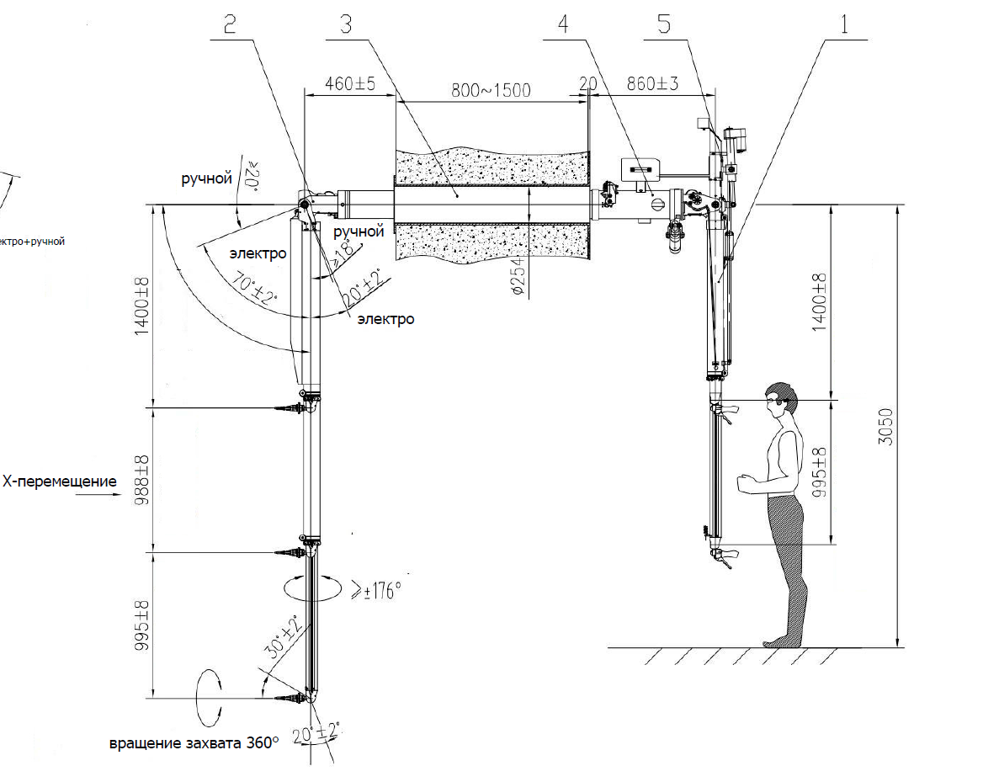 2
3
4
5
1
460±5
800~1500
20
860±3
ручной
≥20°
ручной
электро+ручной
электро
≥18°
70°±2°
20°±2°
электро
ø254
1400±8
1400±8
3050
988±8
995±8
X-перемещение
995±8
≥±176°
30°±2°
вращение захвата 360°
20°±2°